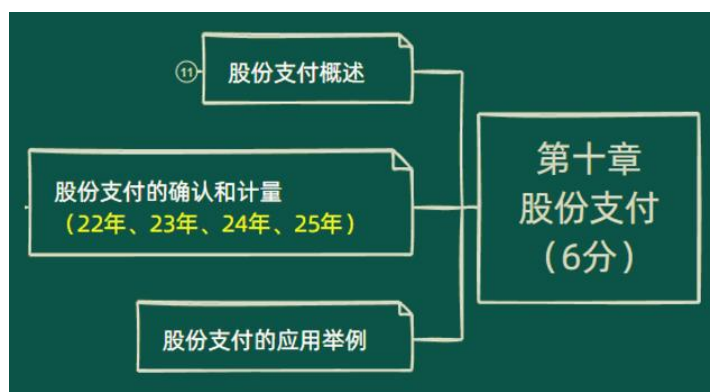 ⑪
股份支付概述
股份支付的确认和计量
（22年、23年、24年、25年）
股份支付的应用举例
第十章
股份支付
（6分）